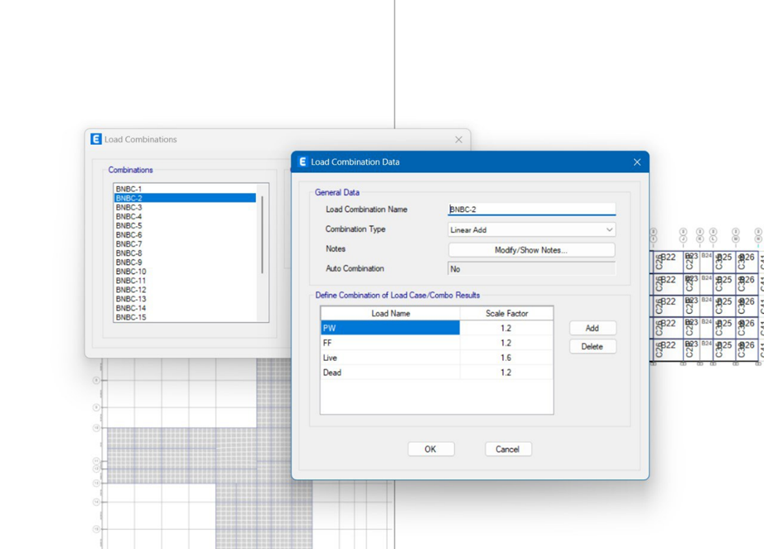 Load Combinations
Combinations
BNBC-1
BNBC-2
BNBC-3
BNBC-4
BNBC-5
BNBC-6
BNBC-7
BNBC-8
BNBC-9
BNBC-10
BNBC-11
BNBC-12
BNBC-13
BNBC-14
BNBC-15
E Load Combination Data
General Data
Load Combination Name BNBC-2
Combination Type Linear Add
Notes Modify/Show Notes...
Auto Combination No
Define Combination of Load Case/Combo Results
Load Name Scale Factor
PW 1.2 Add
FF 1.2 Delete
Live 1.6
Dead 1.2
OK Cancel
B22 B23 B24 B25 B26
B22 B23 B24 B25 B26
B22 B23 B24 B25 B26
B22 B23 B24 B25 B26
B22 B23 B24 B25 B26